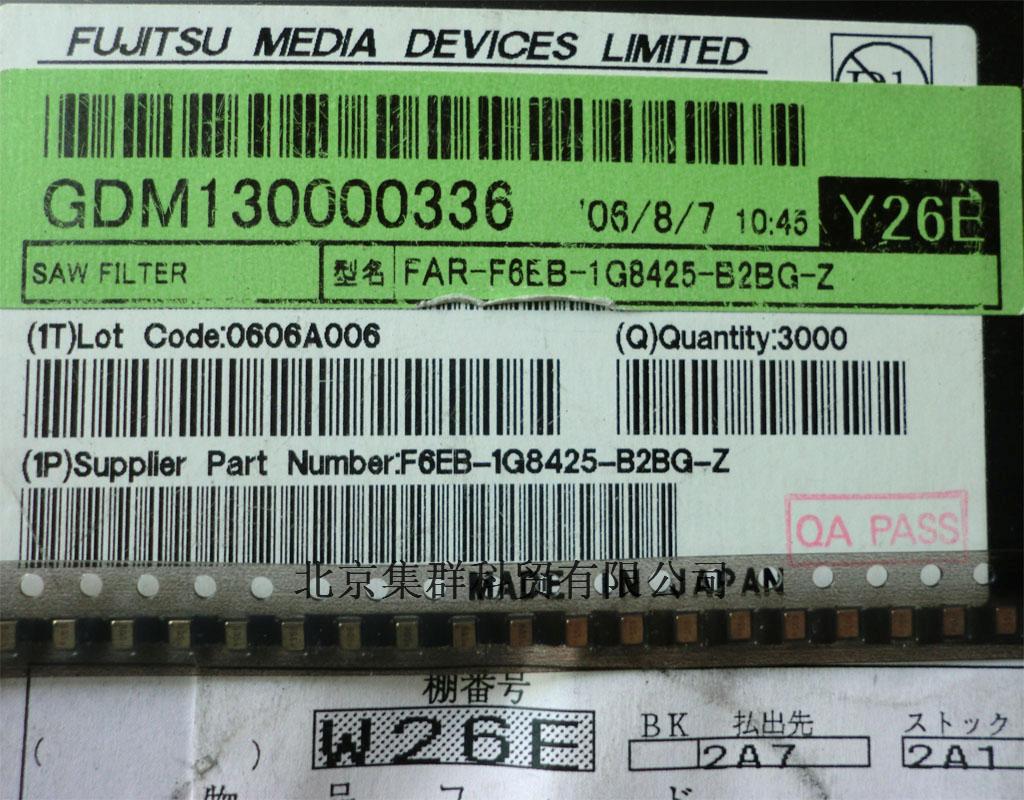 FUJITSU MEDIA DEVICES LIMITED
GDM130000336 '06/8/7 10:45 Y26E
SAW FILTER 型名 FAR-F6EB-1G8425-B2BG-Z
(1T)Lot Code:0606A006 (Q)Quantity:3000
(1P)Supplier Part Number:F6EB-1G8425-B2BG-Z
QA PASS
北京集群科贸有限公司
MADE IN JAPAN
棚番号
W26E
BK 払出先 ストック
2A7 2A1
( )